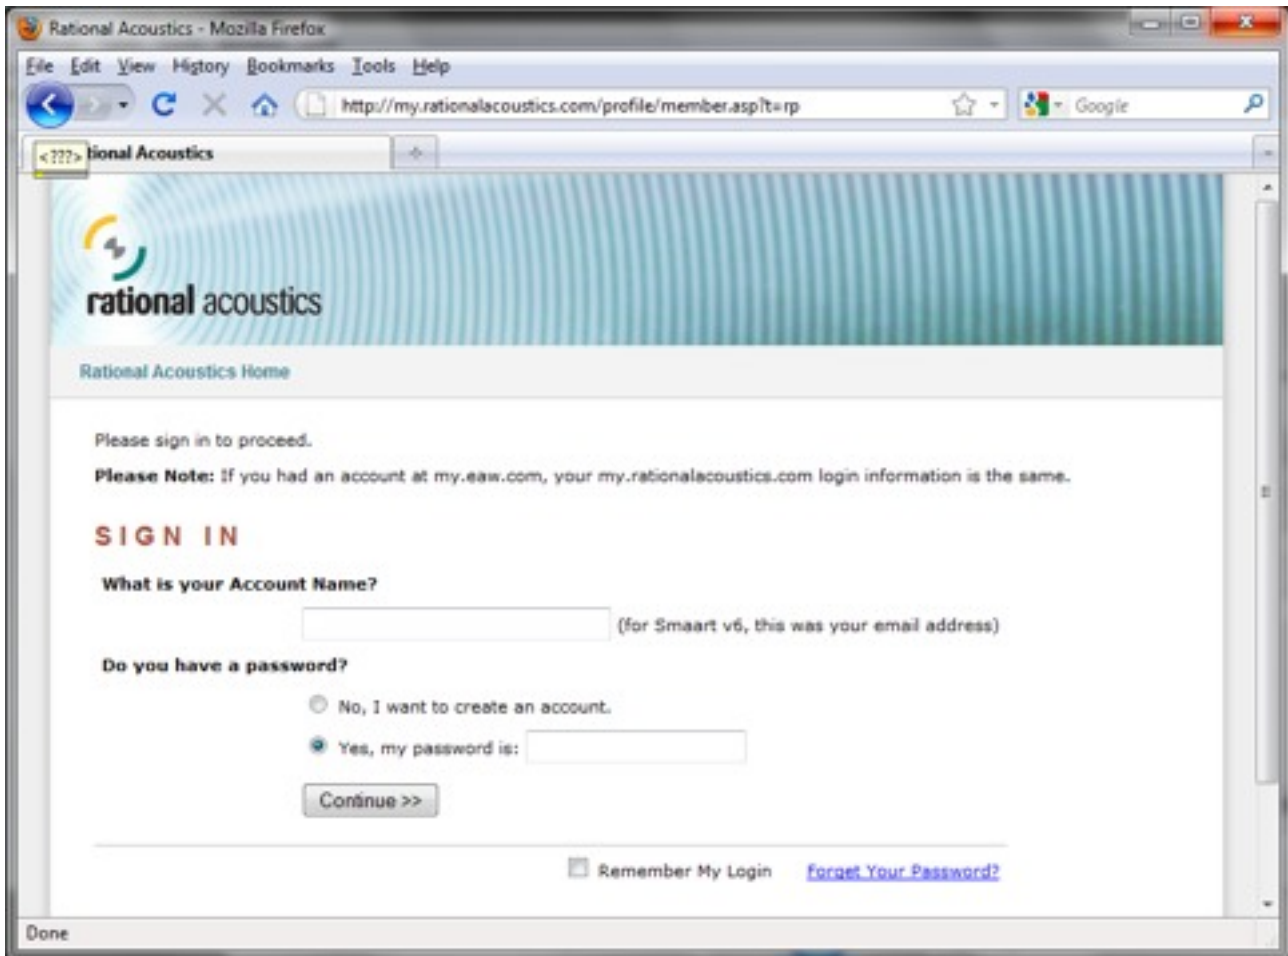 Rational Acoustics - Mozilla Firefox
File Edit View History Bookmarks Tools Help
http://my.rationalacoustics.com/profile/member.asp?t=rp
Google
<???> tional Acoustics
rational acoustics
Rational Acoustics Home
Please sign in to proceed.
Please Note: If you had an account at my.eaw.com, your my.rationalacoustics.com login information is the same.
SIGN IN
What is your Account Name?
(for Smaart v6, this was your email address)
Do you have a password?
No, I want to create an account.
Yes, my password is:
Continue >>
Remember My Login Forget Your Password?
Done